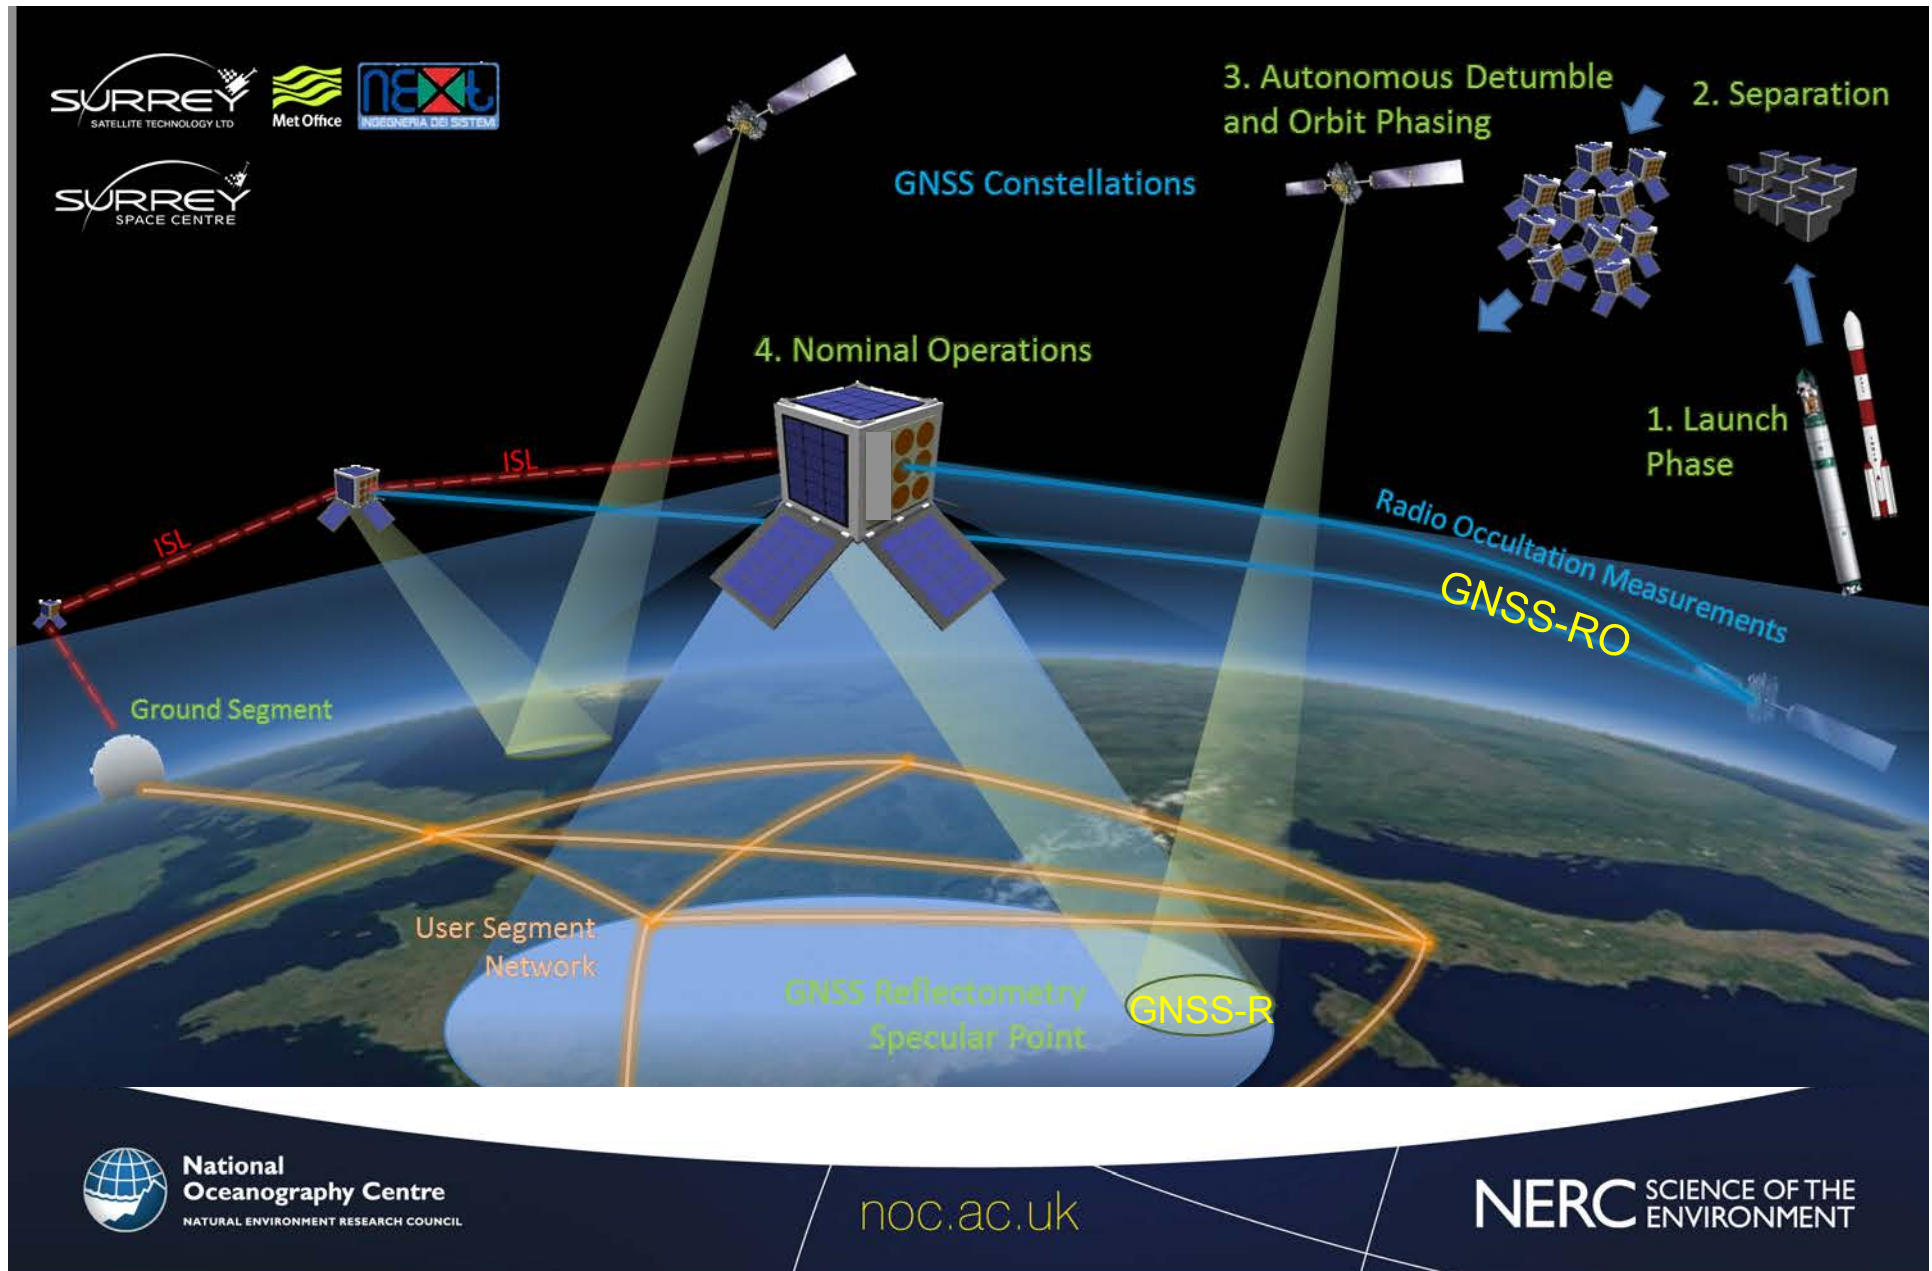 SURREY
SATELLITE TECHNOLOGY LTD
Met Office
NEXt
INGEGNERIA DEI SISTEMI
SURREY
SPACE CENTRE
GNSS Constellations
3. Autonomous Detumble
and Orbit Phasing
2. Separation
4. Nominal Operations
1. Launch
Phase
ISL
ISL
Radio Occultation Measurements
GNSS-RO
Ground Segment
User Segment
Network
GNSS Reflectometry
Specular Point
GNSS-R
National
Oceanography Centre
NATURAL ENVIRONMENT RESEARCH COUNCIL
noc.ac.uk
NERC SCIENCE OF THE
ENVIRONMENT